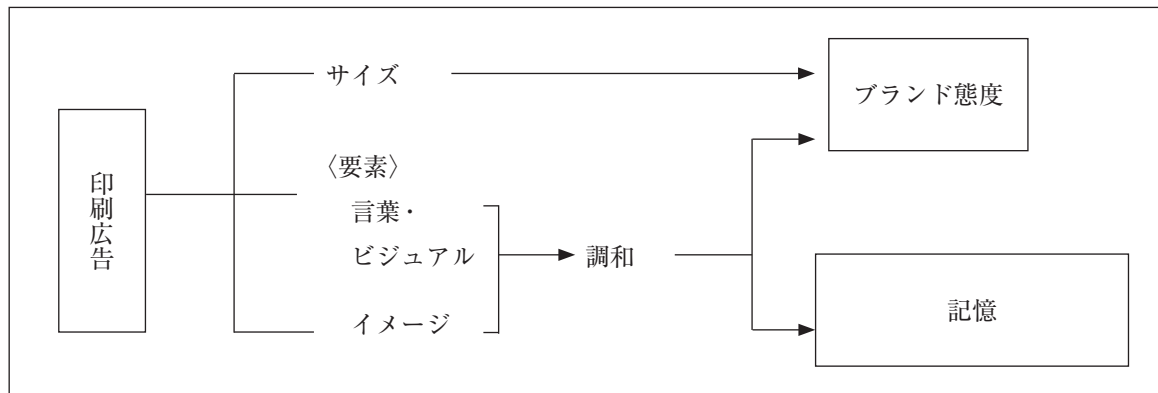 サイズ
ブランド態度
〈要素〉
印刷広告
言葉・
ビジュアル
調和
イメージ
記憶